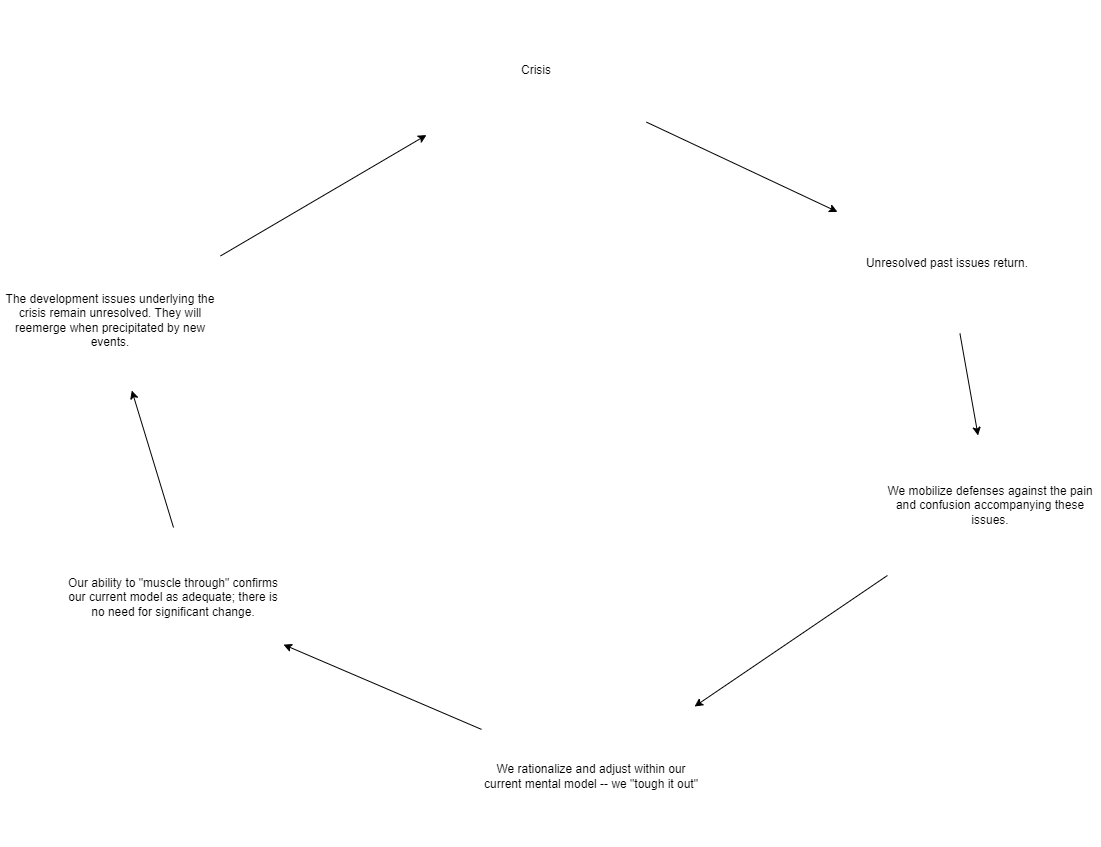 Crisis
Unresolved past issues return.
We mobilize defenses against the pain
and confusion accompanying these
issues.
We rationalize and adjust within our
current mental model -- we "tough it out"
Our ability to "muscle through" confirms
our current model as adequate; there is
no need for significant change.
The development issues underlying the
crisis remain unresolved. They will
reemerge when precipitated by new
events.